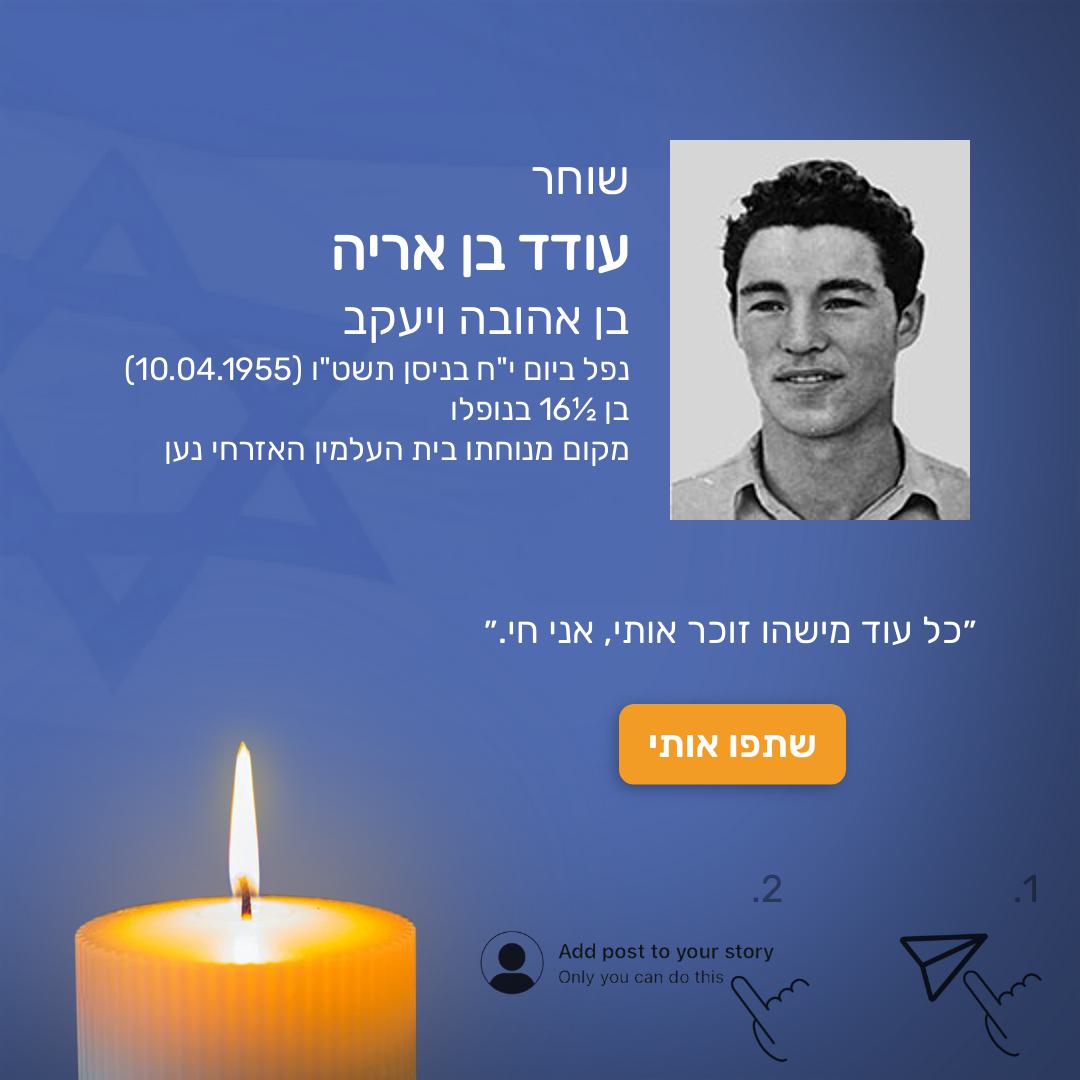 שוחר
עודד בן אריה
בן אהובה ויעקב
נפל ביום י"ח בניסן תשט"ו (10.04.1955)
בן 16½ בנופלו
מקום מנוחתו בית העלמין האזרחי נען
״כל עוד מישהו זוכר אותי, אני חי.״
שתפו אותי
1.
2.
Add post to your story
Only you can do this